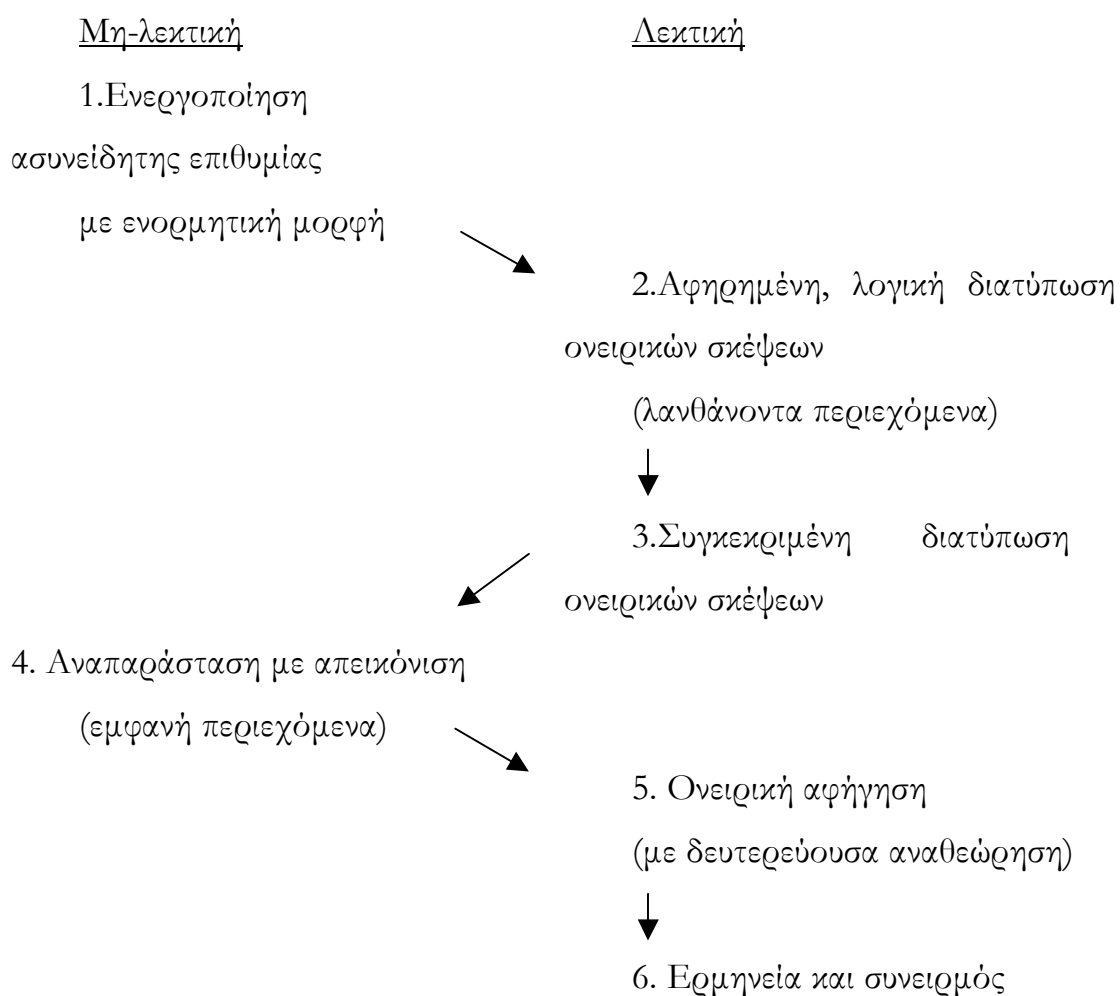 Μη-λεκτική
Λεκτική
1.Ενεργοποίηση
ασυνείδητης επιθυμίας
με ενορμητική μορφή
2.Αφηρημένη, λογική διατύπωση
ονειρικών σκέψεων
(λανθάνοντα περιεχόμενα)
3.Συγκεκριμένη διατύπωση
ονειρικών σκέψεων
4. Αναπαράσταση με απεικόνιση
(εμφανή περιεχόμενα)
5. Ονειρική αφήγηση
(με δευτερεύουσα αναθεώρηση)
6. Ερμηνεία και συνειρμός